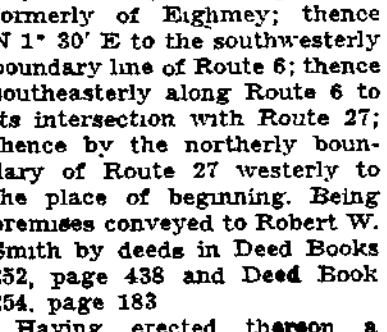 ormerly of Eighmey; thence
N 1° 30′ E to the southwesterly
boundary line of Route 6; thence
southeasterly along Route 6 to
its intersection with Route 27;
thence by the northerly boun-
dary of Route 27 westerly to
the place of beginning. Being
premises conveyed to Robert W.
Smith by deeds in Deed Books
252, page 438 and Deed Book
254, page 183
Having erected thereon a